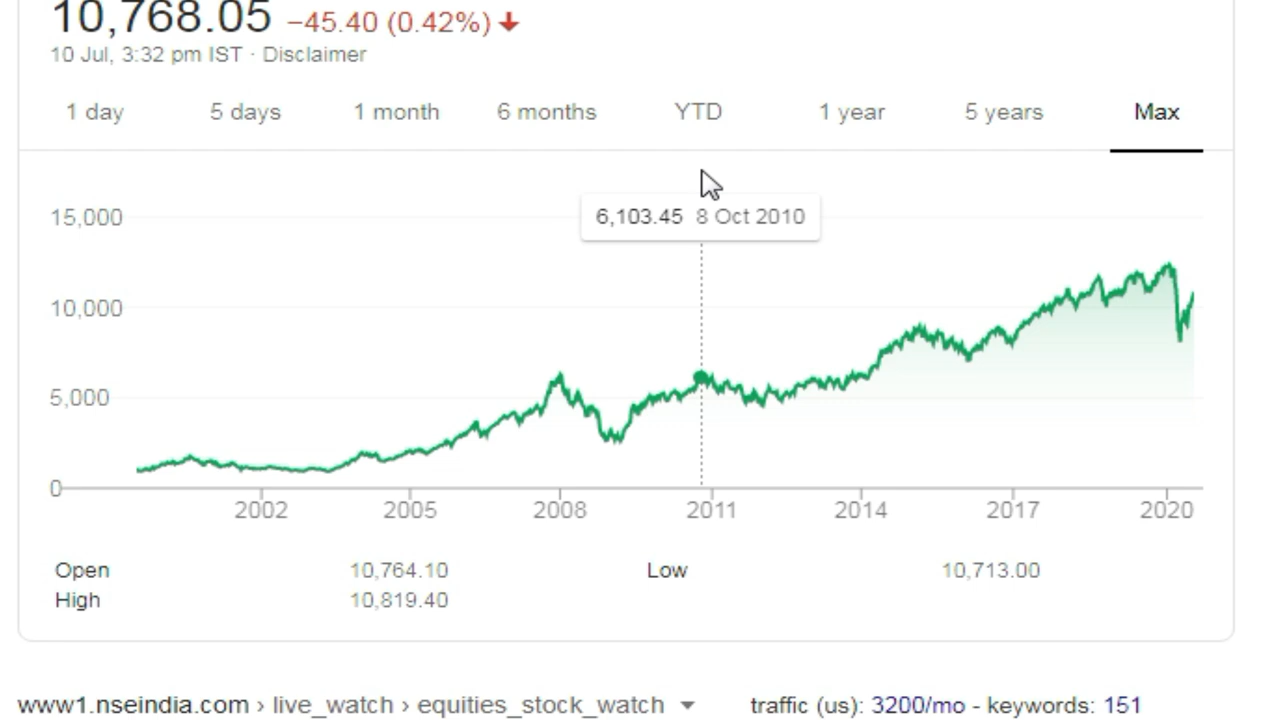 10,768.05 −45.40 (0.42%)
10 Jul, 3:32 pm IST · Disclaimer
1 day 5 days 1 month 6 months YTD 1 year 5 years Max
6,103.45 8 Oct 2010
15,000
10,000
5,000
0
2002 2005 2008 2011 2014 2017 2020
Open 10,764.10 Low 10,713.00
High 10,819.40
www1.nseindia.com › live_watch › equities_stock_watch traffic (us): 3200/mo - keywords: 151